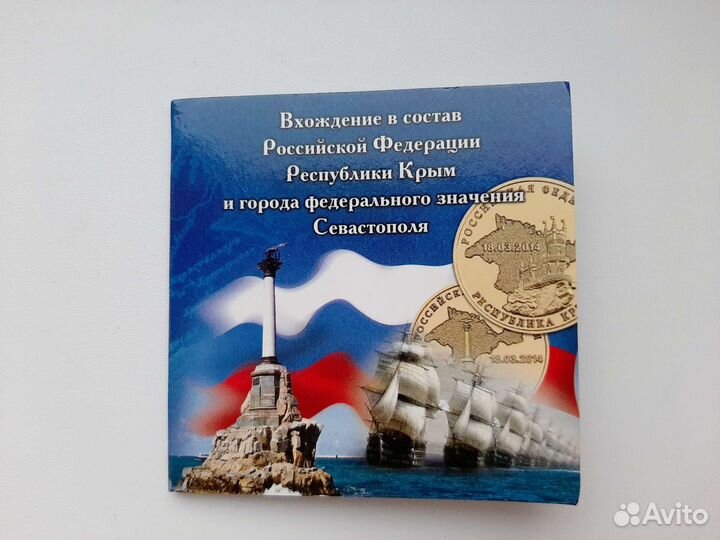 Вхождение в состав
Российской Федерации
Республики Крым
и города федерального значения
Севастополя
РОССИЙСКАЯ ФЕДЕ
18.03.2014
РЕСПУБЛИКА КР
РОССИЙСК
18.03.2014
Avito